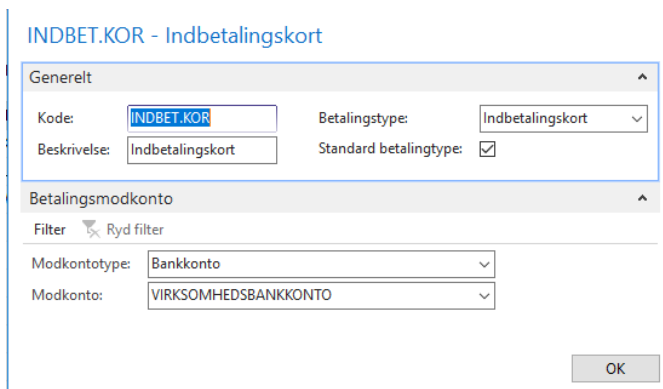 INDBET.KOR - Indbetalingskort
Generelt
Kode: INDBET.KOR Betalingstype: Indbetalingskort
Beskrivelse: Indbetalingskort Standard betalingtype:
Betalingsmodkonto
Filter Ryd filter
Modkontotype: Bankkonto
Modkonto: VIRKSOMHEDSBANKKONTO
OK